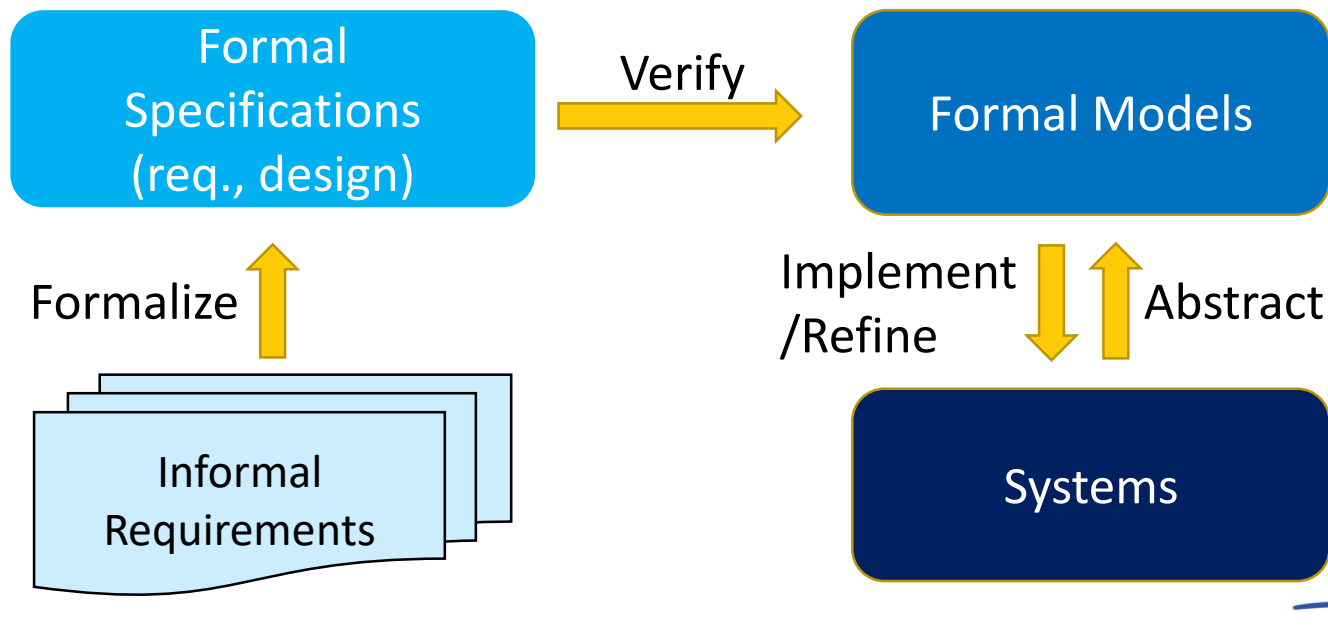 Formal
Specifications
(req., design)
Verify
Formal Models
Formalize
Implement
/Refine
Abstract
Informal
Requirements
Systems